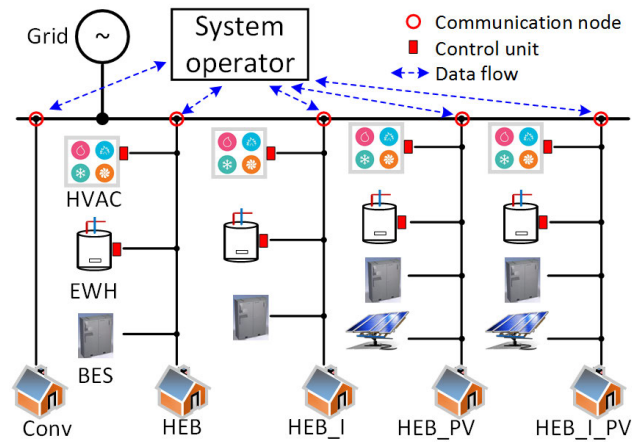 Grid
~
System
operator
Communication node
Control unit
Data flow
HVAC
EWH
BES
Conv
HEB
HEB_I
HEB_PV
HEB_I_PV